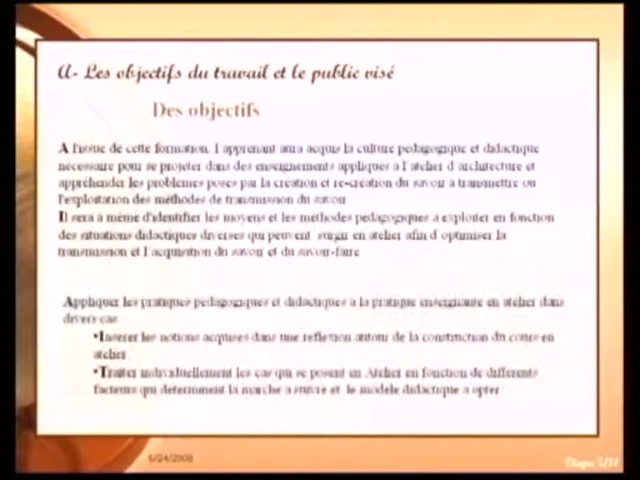 A- Les objectifs du travail et le public visé
Des objectifs
A l'issue de cette formation, l'apprenant aura acquis la culture pédagogique et didactique
nécessaire pour se projeter dans des enseignements appliqués à l'atelier d'architecture et
appréhender les problèmes posés par la création et re-création du savoir à transmettre ou
l'exploitation des méthodes de transmission du savoir
Il sera à même d'identifier les moyens et les méthodes pédagogiques à exploiter en fonction
des situations didactiques diverses qui peuvent surgir en atelier afin d'optimiser la
transmission et l'acquisition du savoir et du savoir-faire
Appliquer les pratiques pédagogiques et didactiques à la pratique enseignante en atelier dans
divers cas
•Insérer les notions acquises dans une réflexion autour de la construction du cours en
atelier
•Traiter individuellement les cas qui se posent en Atelier en fonction de différents
facteurs qui déterminent la marche à suivre et le modèle didactique à opter
6/24/2008